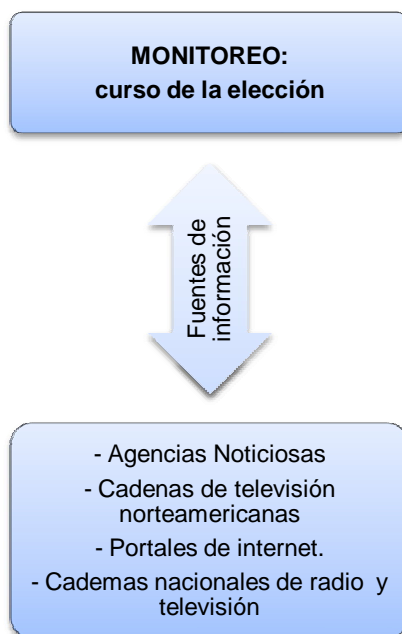 MONITOREO:
curso de la elección
Fuentes de
información
- Agencias Noticiosas
- Cadenas de televisión
norteamericanas
- Portales de internet.
- Cademas nacionales de radio y
televisión